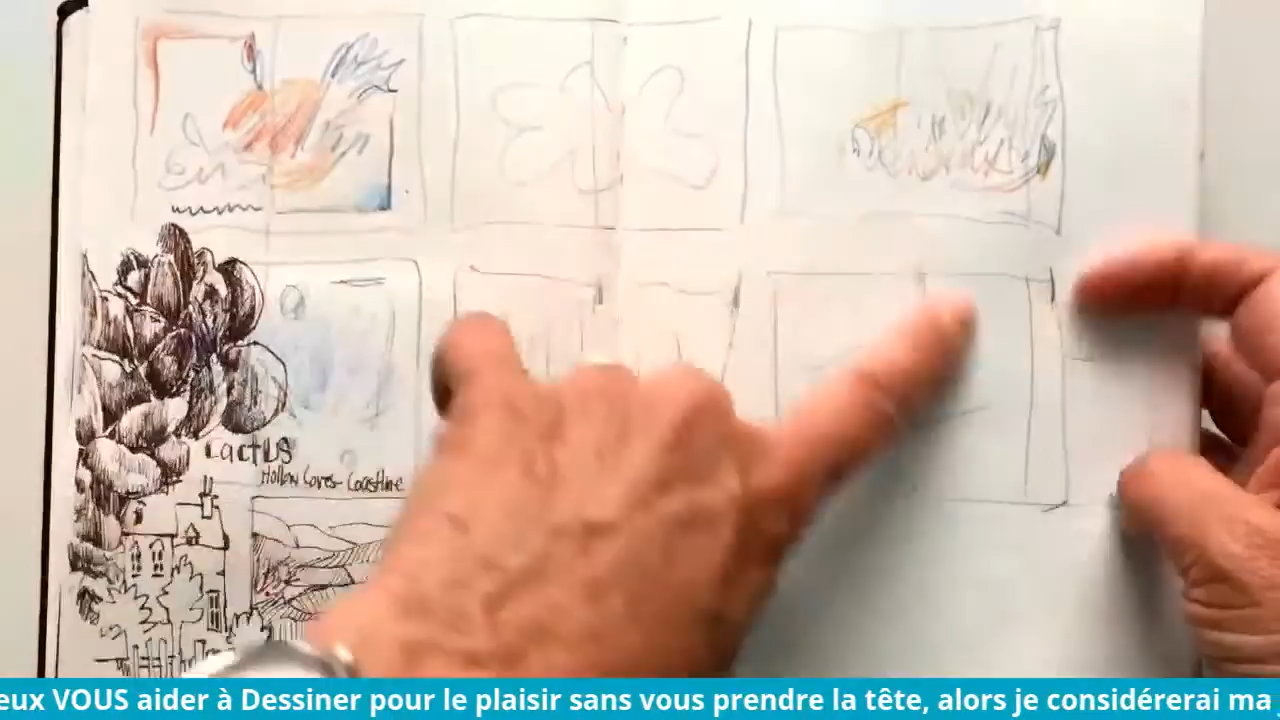 cactus
Hollow Coves - Coastline
eux VOUS aider à Dessiner pour le plaisir sans vous prendre la tête, alors je considérerai ma